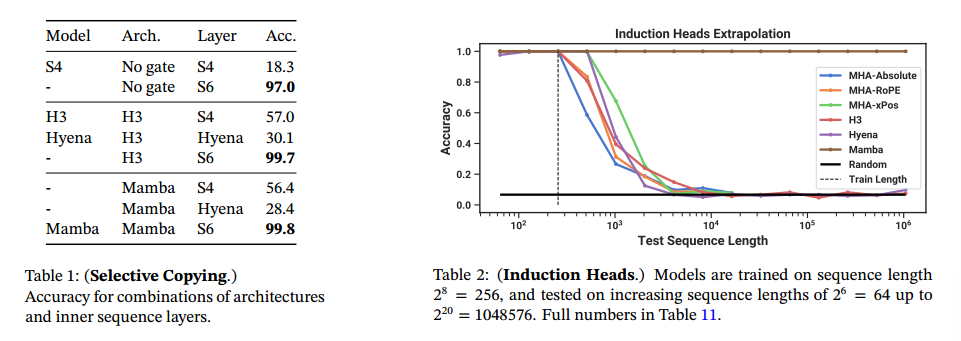 Model Arch. Layer Acc.
S4 No gate S4 18.3
- No gate S6 97.0
H3 H3 S4 57.0
Hyena H3 Hyena 30.1
- H3 S6 99.7
- Mamba S4 56.4
- Mamba Hyena 28.4
Mamba Mamba S6 99.8
Table 1: (Selective Copying.)
Accuracy for combinations of architectures
and inner sequence layers.
Induction Heads Extrapolation
Accuracy
1.0
0.8
0.6
0.4
0.2
0.0
MHA-Absolute
MHA-RoPE
MHA-xPos
H3
Hyena
Mamba
Random
Train Length
10² 10³ 10⁴ 10⁵ 10⁶
Test Sequence Length
Table 2: (Induction Heads.) Models are trained on sequence length
2⁸ = 256, and tested on increasing sequence lengths of 2⁶ = 64 up to
2²⁰ = 1048576. Full numbers in Table 11.